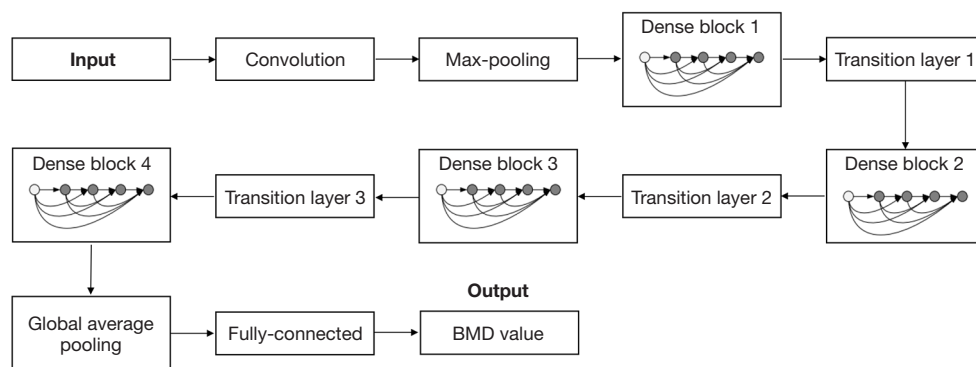 Input
Convolution
Max-pooling
Dense block 1
Transition layer 1
Dense block 2
Transition layer 2
Dense block 3
Transition layer 3
Dense block 4
Global average
pooling
Fully-connected
Output
BMD value